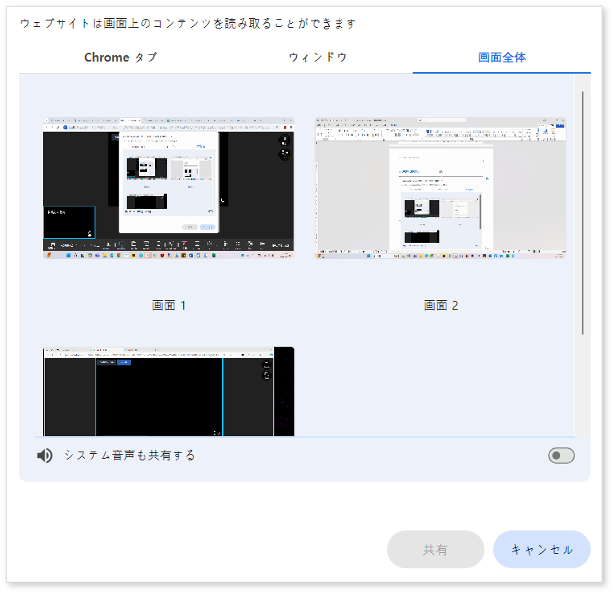 ウェブサイトは画面上のコンテンツを読み取ることができます
Chrome タブ
ウィンドウ
画面全体
画面 1
画面 2
システム音声も共有する
共有
キャンセル